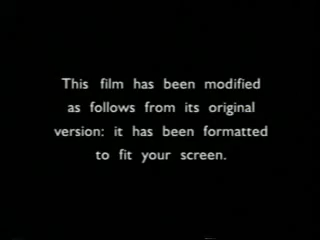 This film has been modified
as follows from its original
version: it has been formatted
to fit your screen.